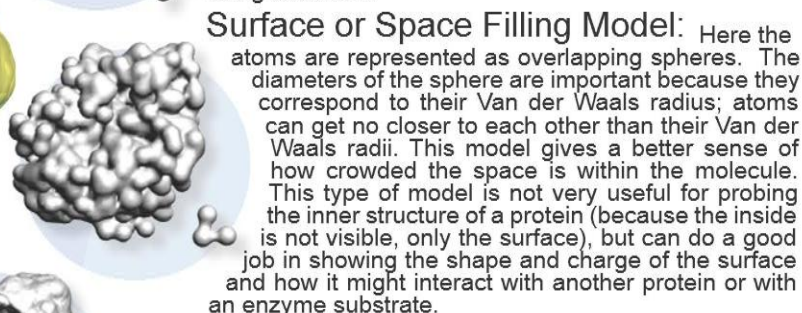 Surface or Space Filling Model: Here the
atoms are represented as overlapping spheres. The
diameters of the sphere are important because they
correspond to their Van der Waals radius; atoms
can get no closer to each other than their Van der
Waals radii. This model gives a better sense of
how crowded the space is within the molecule.
This type of model is not very useful for probing
the inner structure of a protein (because the inside
is not visible, only the surface), but can do a good
job in showing the shape and charge of the surface
and how it might interact with another protein or with
an enzyme substrate.